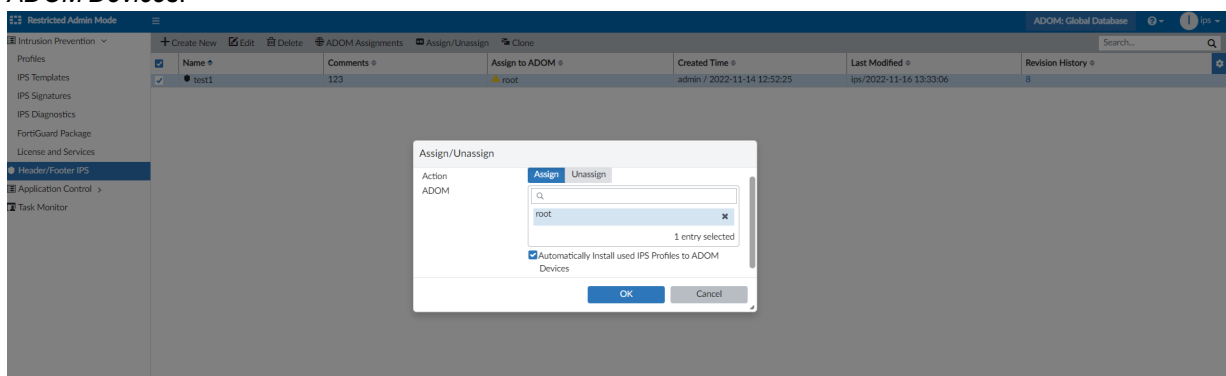 ADOM Devices.
Restricted Admin Mode
ADOM: Global Database
ips
Intrusion Prevention
Create New Edit Delete ADOM Assignments Assign/Unassign Clone
Search...
Profiles
Name Comments Assign to ADOM Created Time Last Modified Revision History
IPS Templates
test1 123 root admin / 2022-11-14 12:52:25 ips/2022-11-16 13:33:06 8
IPS Signatures
IPS Diagnostics
FortiGuard Package
License and Services
Header/Footer IPS
Application Control
Task Monitor
Assign/Unassign
Action Assign Unassign
ADOM
root
1 entry selected
Automatically Install used IPS Profiles to ADOM
Devices
OK Cancel